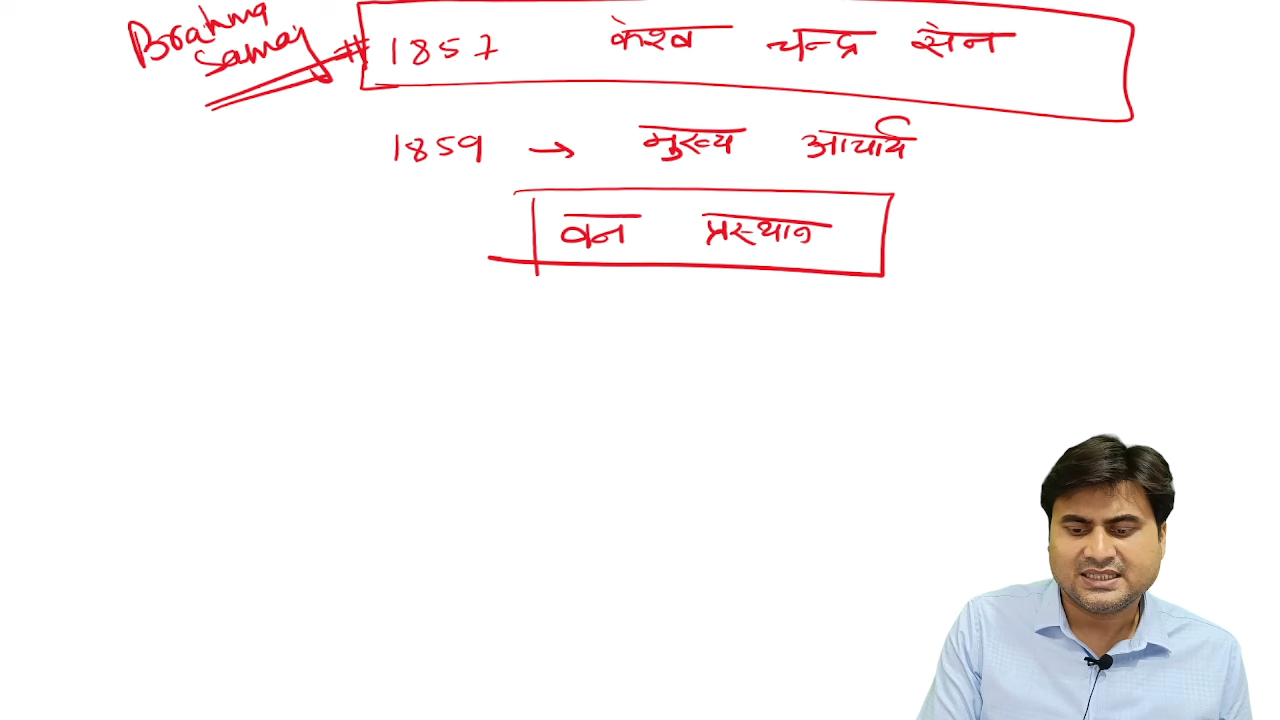 Brahma
Samaj
# 1857 केशव चन्द्र सेन
1859 → मुख्य आचार्य
वन प्रस्थान